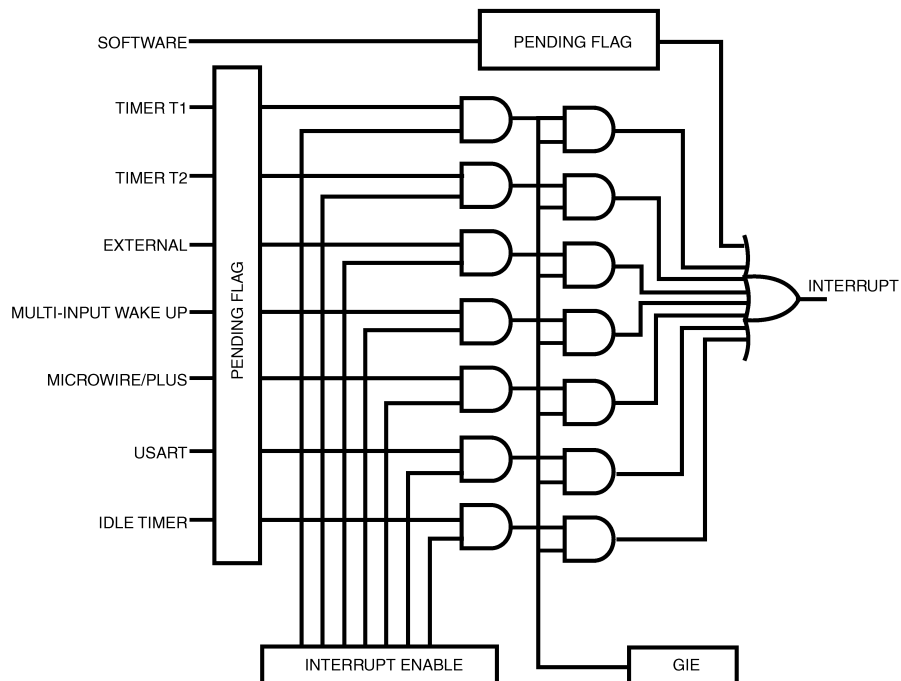 SOFTWARE
PENDING FLAG
TIMER T1
TIMER T2
EXTERNAL
MULTI-INPUT WAKE UP
MICROWIRE/PLUS
USART
IDLE TIMER
PENDING FLAG
INTERRUPT
INTERRUPT ENABLE
GIE